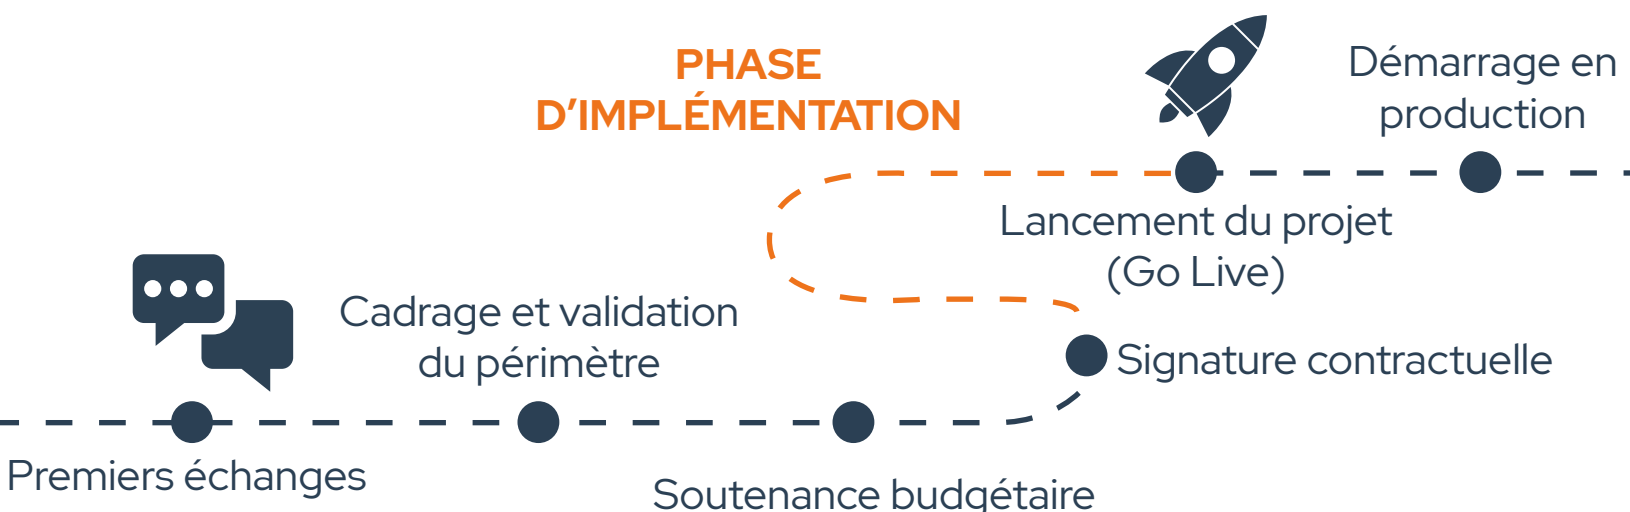 PHASE
D’IMPLÉMENTATION
Démarrage en
production
Lancement du projet
(Go Live)
Cadrage et validation
du périmètre
Signature contractuelle
Premiers échanges
Soutenance budgétaire